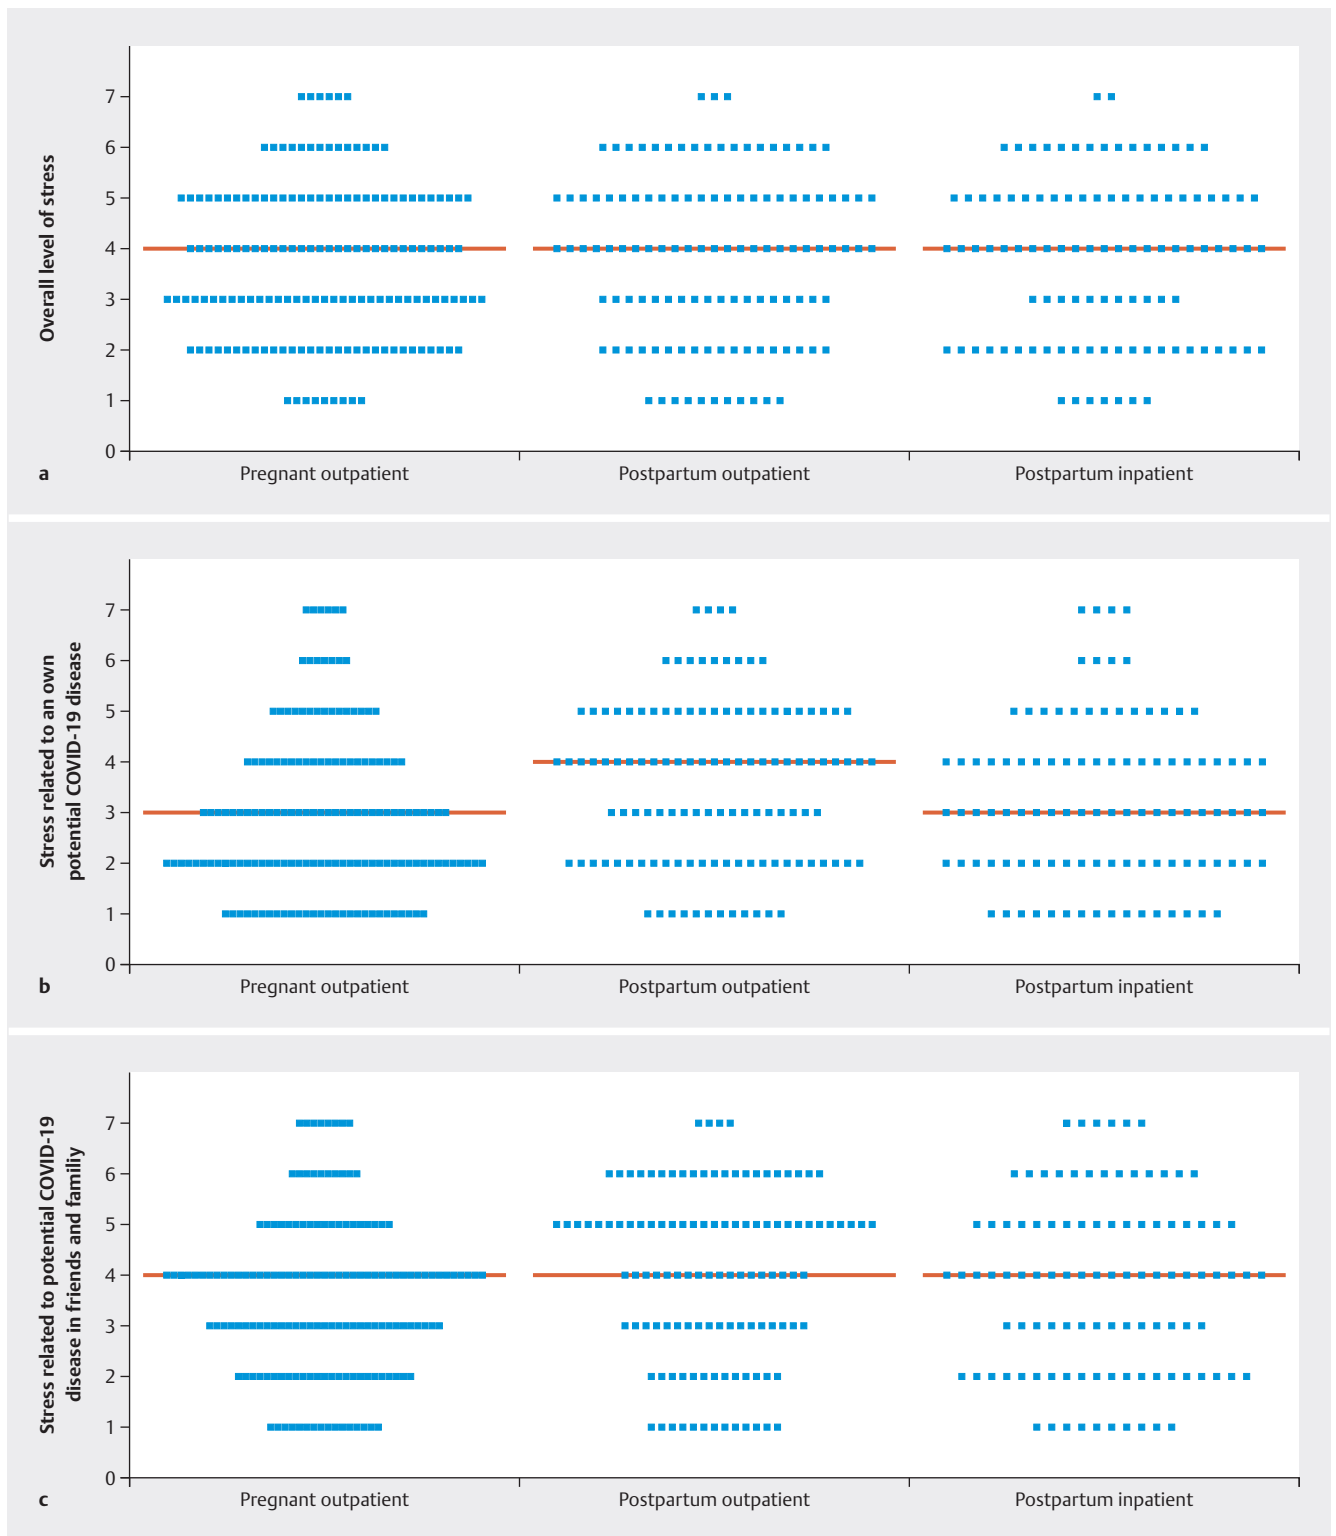 Overall level of stress
7
6
5
4
3
2
1
0
Pregnant outpatient
Postpartum outpatient
Postpartum inpatient
a
Stress related to an own
potential COVID-19 disease
7
6
5
4
3
2
1
0
Pregnant outpatient
Postpartum outpatient
Postpartum inpatient
b
Stress related to potential COVID-19
disease in friends and familiy
7
6
5
4
3
2
1
0
Pregnant outpatient
Postpartum outpatient
Postpartum inpatient
c